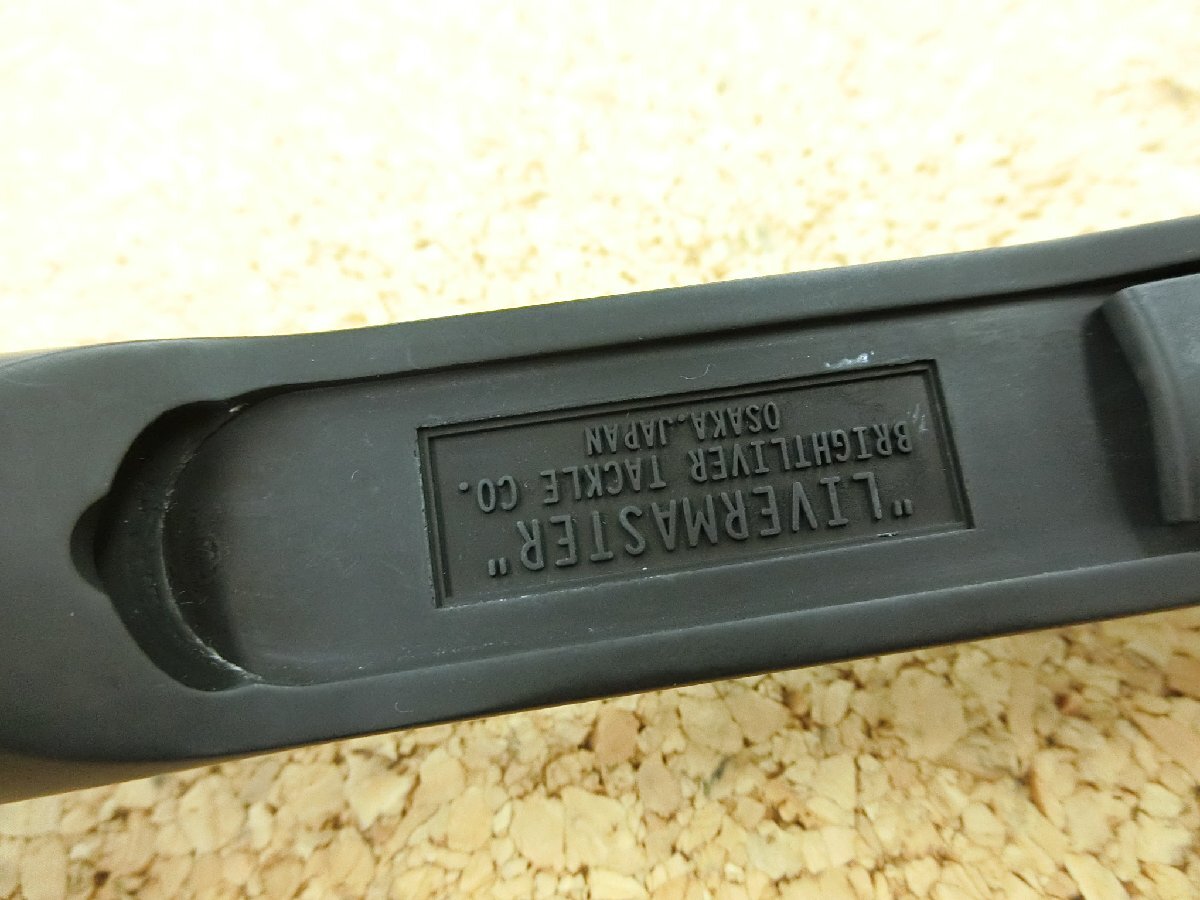 "LIVERMASTER"
BRIGHTLIVER TACKLE CO.
OSAKA.JAPAN